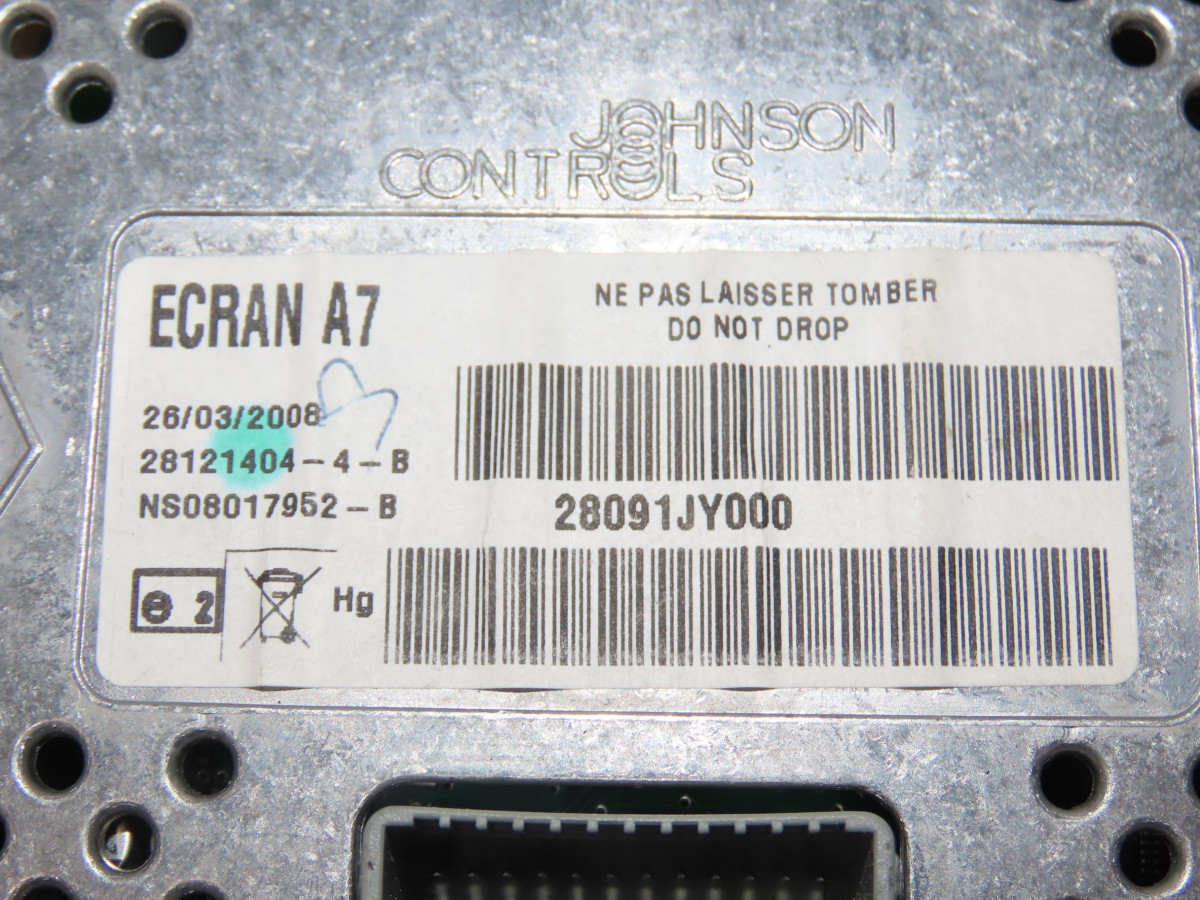 JOHNSON
CONTROLS
ECRAN A7
NE PAS LAISSER TOMBER
DO NOT DROP
26/03/2008
28121404-4-B
NS08017952-B
28091JY000
2
Hg